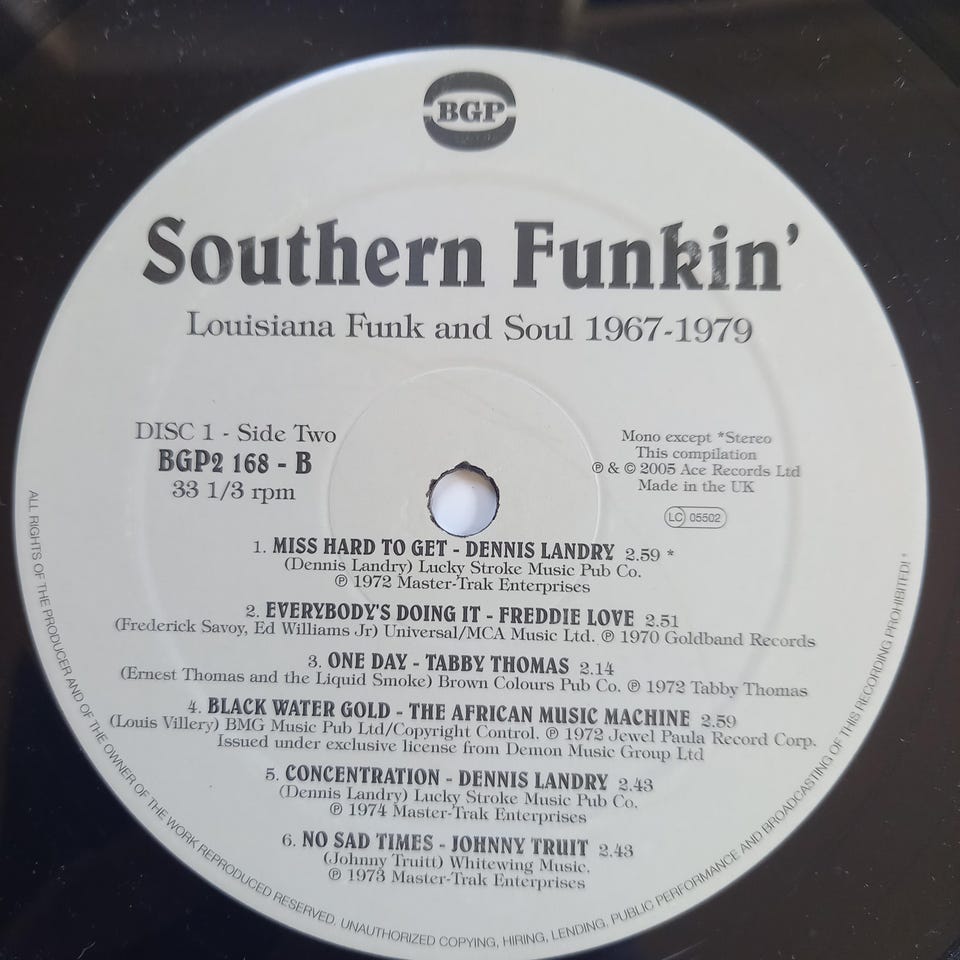 BGP
Southern Funkin'
Louisiana Funk and Soul 1967-1979
DISC 1 - Side Two
BGP2 168 - B
33 1/3 rpm
Mono except *Stereo
This compilation
℗ & © 2005 Ace Records Ltd
Made in the UK
LC 05502
1. MISS HARD TO GET - DENNIS LANDRY 2.59 *
(Dennis Landry) Lucky Stroke Music Pub Co.
℗ 1972 Master-Trak Enterprises
2. EVERYBODY'S DOING IT - FREDDIE LOVE 2.51
(Frederick Savoy, Ed Williams Jr) Universal/MCA Music Ltd. ℗ 1970 Goldband Records
3. ONE DAY - TABBY THOMAS 2.14
(Ernest Thomas and the Liquid Smoke) Brown Colours Pub Co. ℗ 1972 Tabby Thomas
4. BLACK WATER GOLD - THE AFRICAN MUSIC MACHINE 2.59
(Louis Villery) BMG Music Pub Ltd/Copyright Control. ℗ 1972 Jewel Paula Record Corp.
Issued under exclusive license from Demon Music Group Ltd
5. CONCENTRATION - DENNIS LANDRY 2.43
(Dennis Landry) Lucky Stroke Music Pub Co.
℗ 1974 Master-Trak Enterprises
6. NO SAD TIMES - JOHNNY TRUIT 2.43
(Johnny Truitt) Whitewing Music.
℗ 1973 Master-Trak Enterprises
ALL RIGHTS OF THE PRODUCER AND OF THE OWNER OF THE WORK REPRODUCED RESERVED. UNAUTHORIZED COPYING, HIRING, LENDING, PUBLIC PERFORMANCE AND BROADCASTING OF THIS RECORDING PROHIBITED!